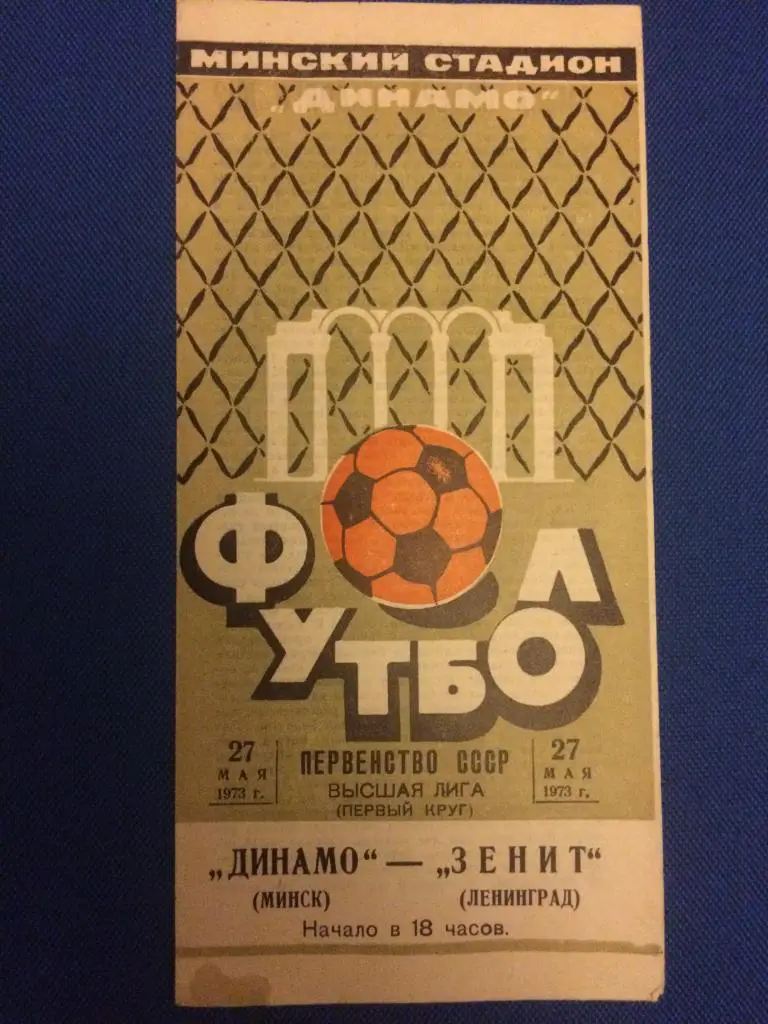 МИНСКИЙ СТАДИОН
„ДИНАМО“
ФУТБОЛ
27 МАЯ 1973 г.
ПЕРВЕНСТВО СССР
ВЫСШАЯ ЛИГА
(ПЕРВЫЙ КРУГ)
27 МАЯ 1973 г.
„ДИНАМО“ — „ЗЕНИТ“
(МИНСК) (ЛЕНИНГРАД)
Начало в 18 часов.